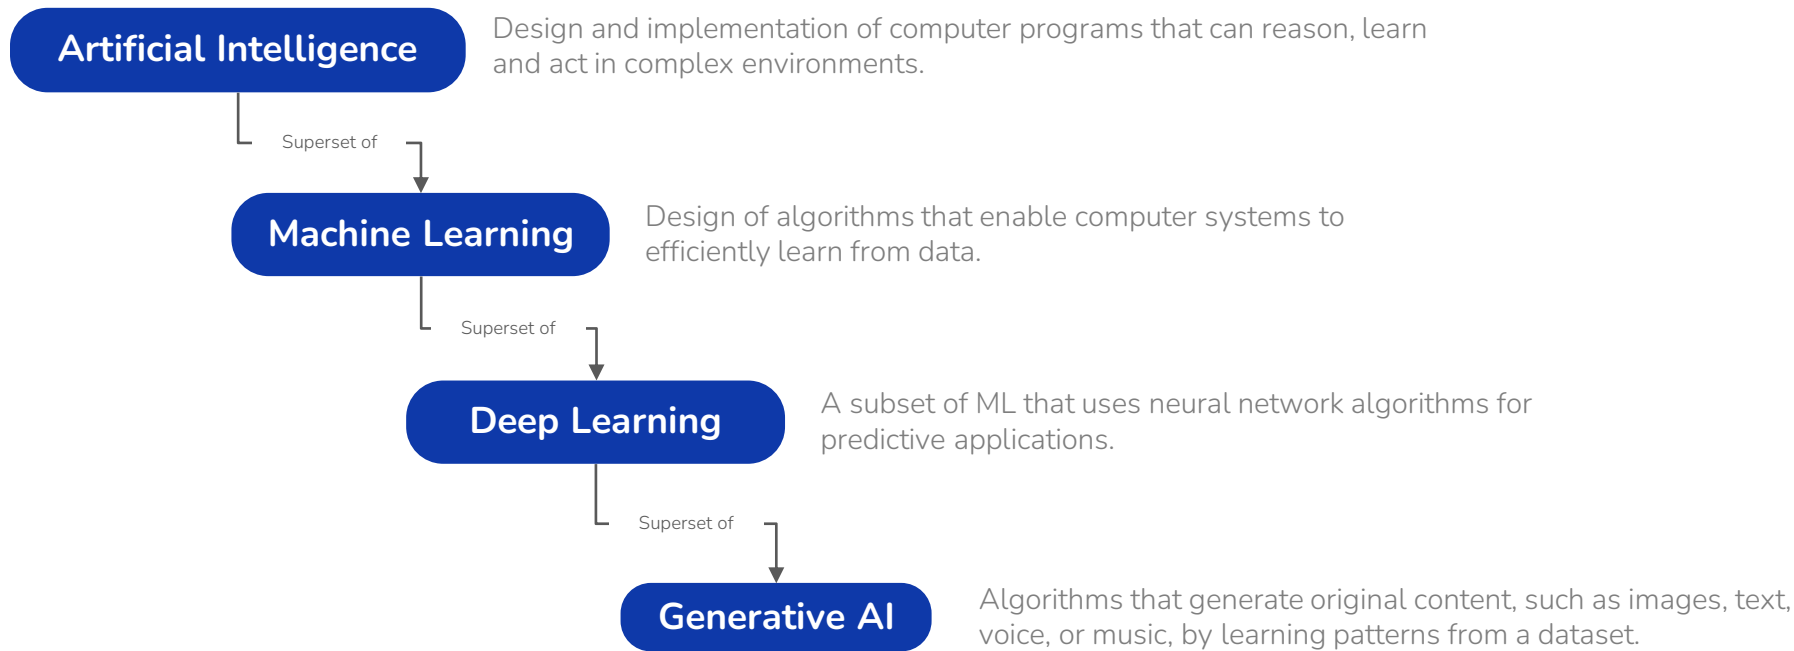 Artificial Intelligence
Design and implementation of computer programs that can reason, learn
and act in complex environments.
Superset of
Machine Learning
Design of algorithms that enable computer systems to
efficiently learn from data.
Superset of
Deep Learning
A subset of ML that uses neural network algorithms for
predictive applications.
Superset of
Generative AI
Algorithms that generate original content, such as images, text,
voice, or music, by learning patterns from a dataset.